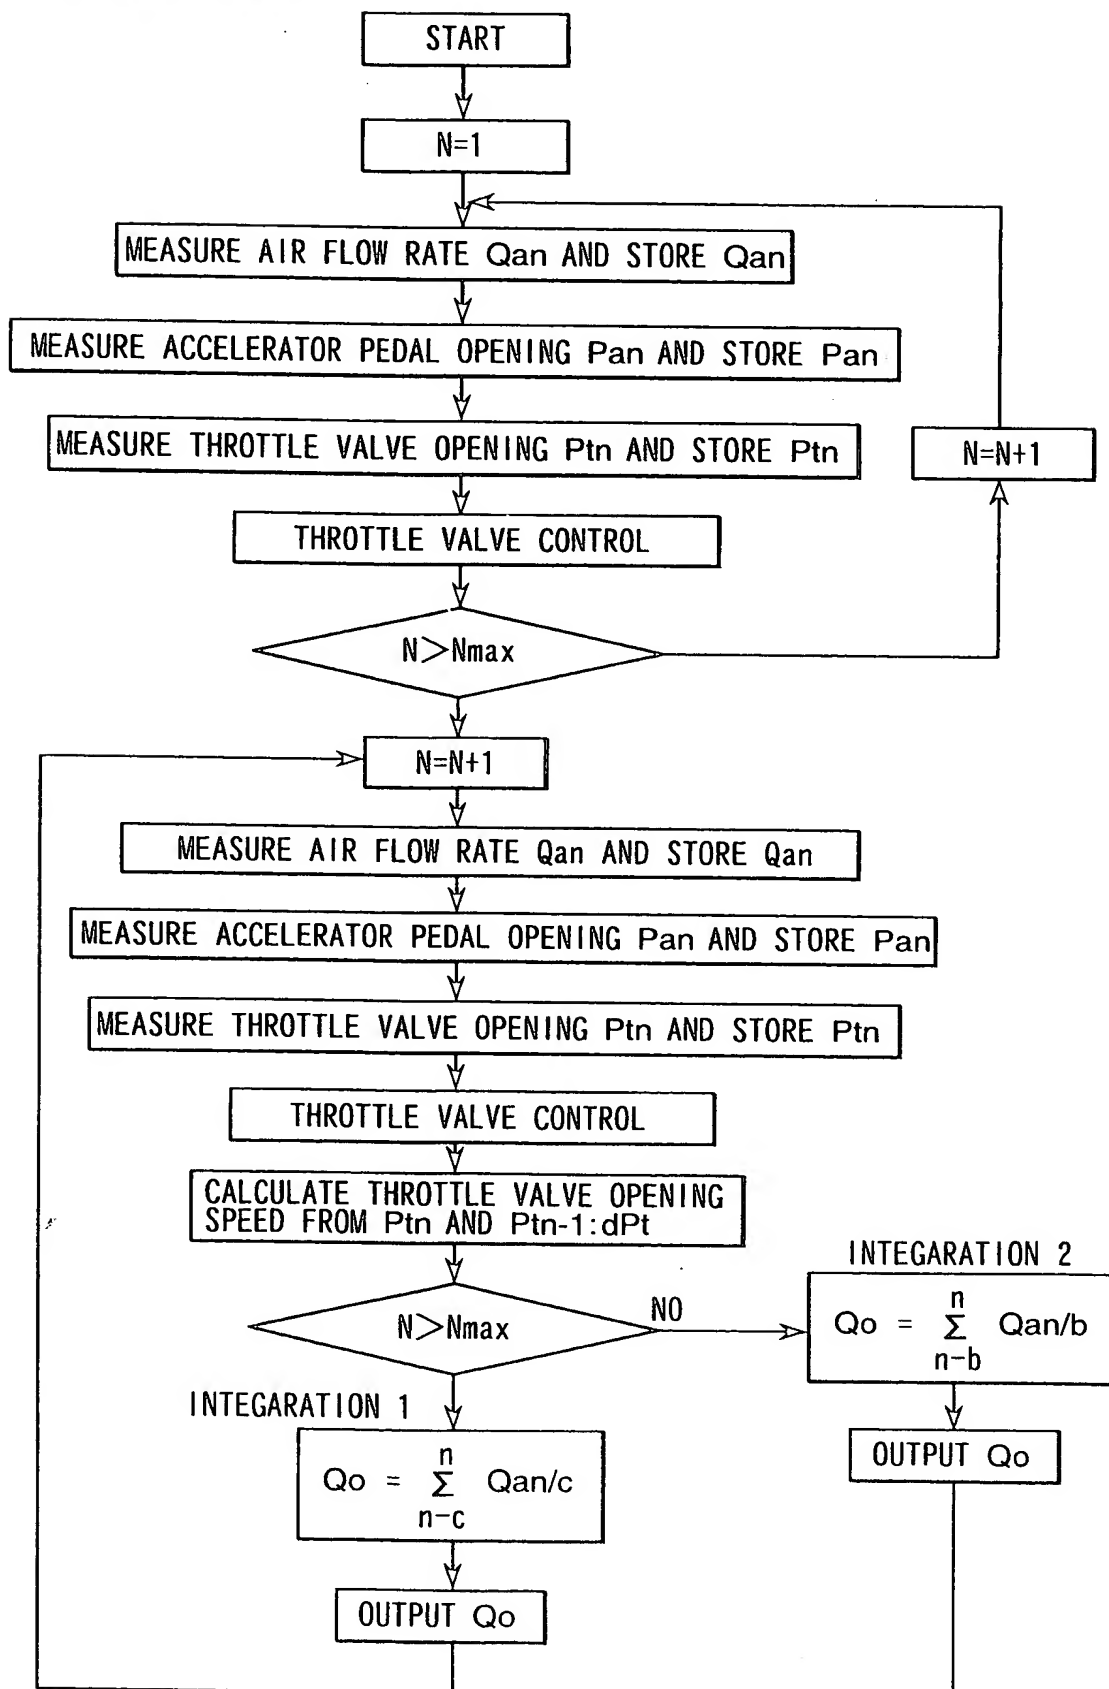 START
N=1
MEASURE AIR FLOW RATE Qan AND STORE Qan
MEASURE ACCELERATOR PEDAL OPENING Pan AND STORE Pan
MEASURE THROTTLE VALVE OPENING Ptn AND STORE Ptn
N=N+1
THROTTLE VALVE CONTROL
N>Nmax
N=N+1
MEASURE AIR FLOW RATE Qan AND STORE Qan
MEASURE ACCELERATOR PEDAL OPENING Pan AND STORE Pan
MEASURE THROTTLE VALVE OPENING Ptn AND STORE Ptn
THROTTLE VALVE CONTROL
CALCULATE THROTTLE VALVE OPENING
SPEED FROM Ptn AND Ptn-1:dPt
N>Nmax
NO
INTEGARATION 2
n
Qo = Σ Qan/b
n-b
OUTPUT Qo
INTEGARATION 1
n
Qo = Σ Qan/c
n-c
OUTPUT Qo